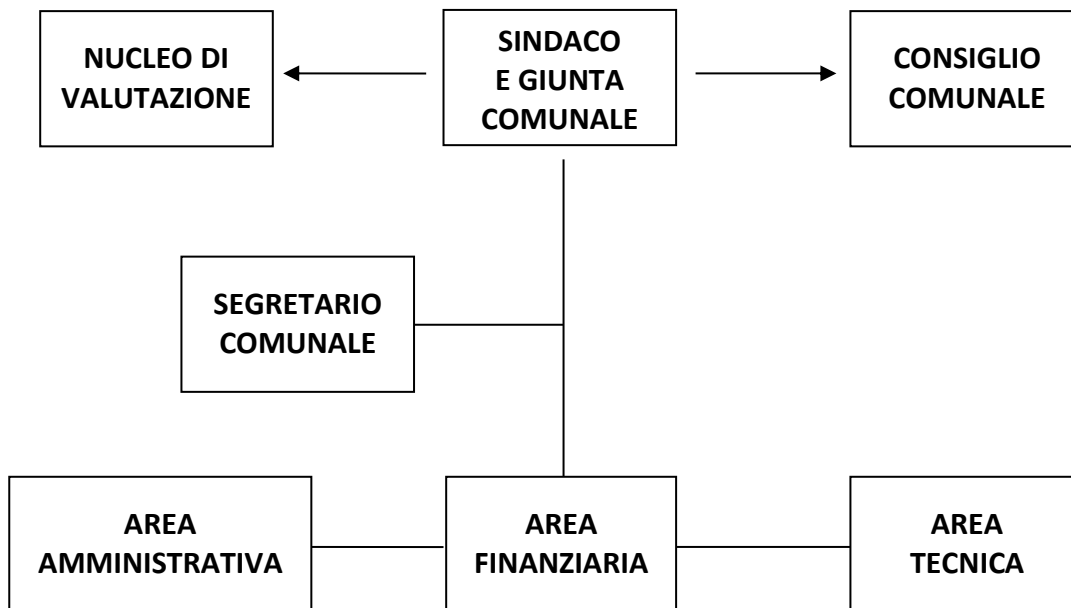 NUCLEO DI
VALUTAZIONE
SINDACO
E GIUNTA
COMUNALE
CONSIGLIO
COMUNALE
SEGRETARIO
COMUNALE
AREA
AMMINISTRATIVA
AREA
FINANZIARIA
AREA
TECNICA